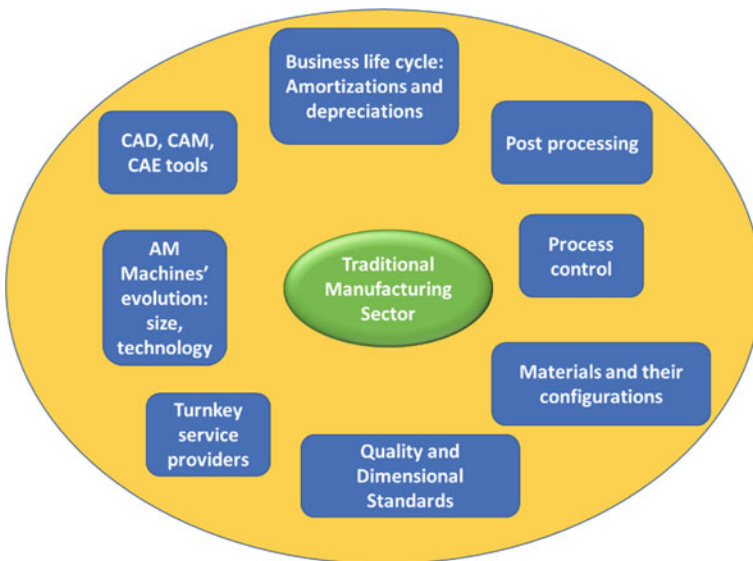 Business life cycle:
Amortizations and
depreciations
CAD, CAM,
CAE tools
Post processing
AM
Machines’
evolution:
size,
technology
Traditional
Manufacturing
Sector
Process
control
Materials and their
configurations
Turnkey
service
providers
Quality and
Dimensional
Standards